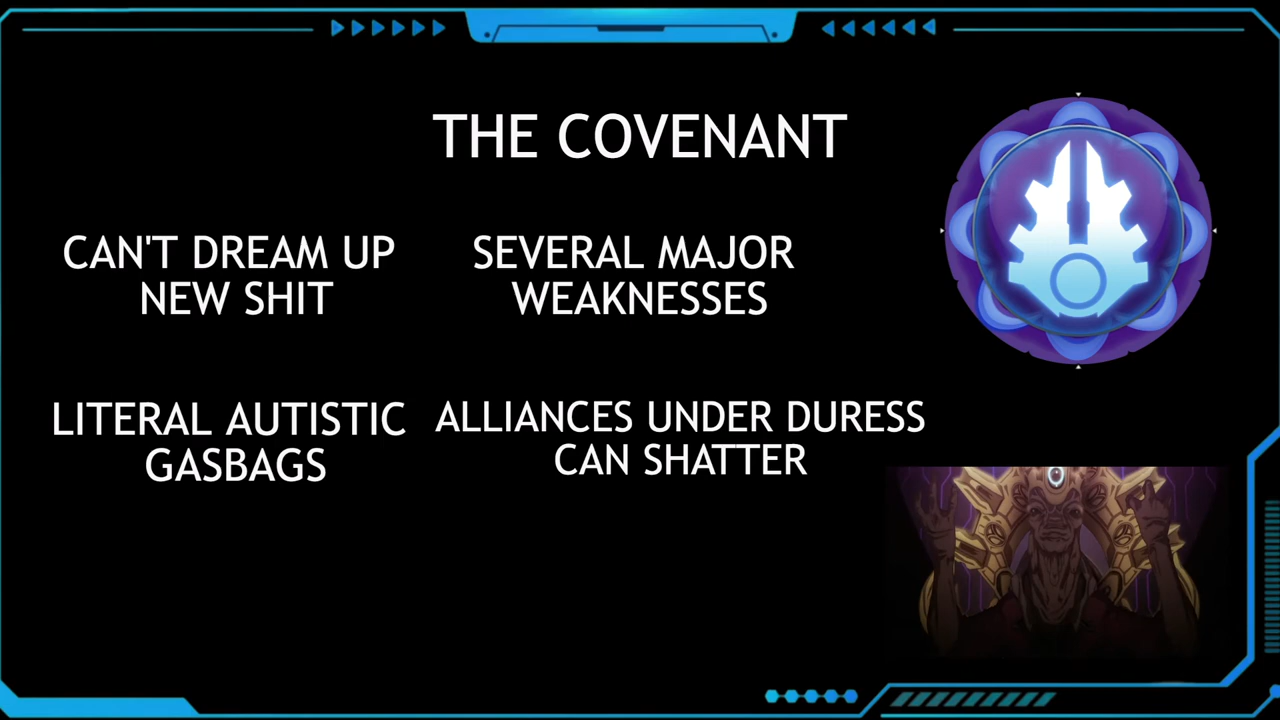 THE COVENANT
CAN'T DREAM UP
NEW SHIT
SEVERAL MAJOR
WEAKNESSES
LITERAL AUTISTIC
GASBAGS
ALLIANCES UNDER DURESS
CAN SHATTER